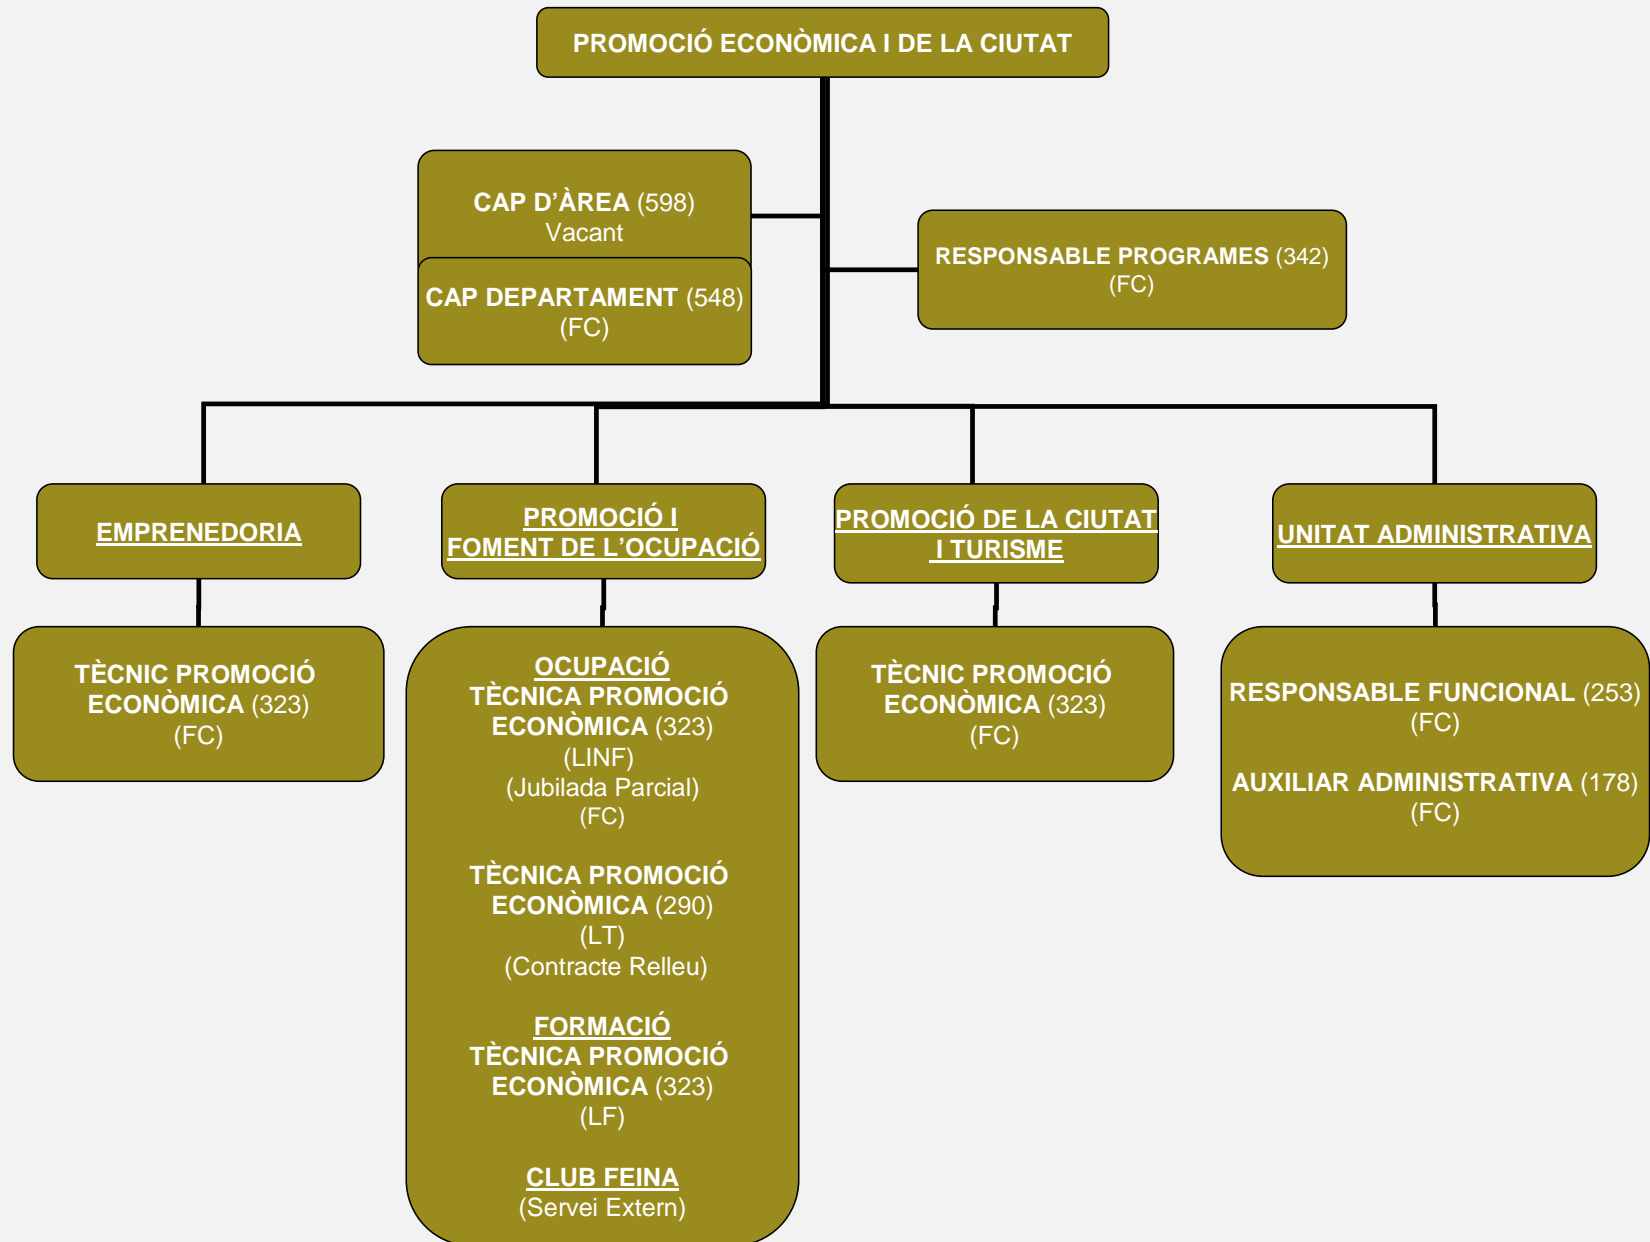 PROMOCIÓ ECONÒMICA I DE LA CIUTAT
CAP D’ÀREA (598)
Vacant
CAP DEPARTAMENT (548)
(FC)
RESPONSABLE PROGRAMES (342)
(FC)
EMPRENEDORIA
PROMOCIÓ I
FOMENT DE L’OCUPACIÓ
PROMOCIÓ DE LA CIUTAT
I TURISME
UNITAT ADMINISTRATIVA
TÈCNIC PROMOCIÓ
ECONÒMICA (323)
(FC)
OCUPACIÓ
TÈCNICA PROMOCIÓ
ECONÒMICA (323)
(LINF)
(Jubilada Parcial)
(FC)
TÈCNICA PROMOCIÓ
ECONÒMICA (290)
(LT)
(Contracte Relleu)
FORMACIÓ
TÈCNICA PROMOCIÓ
ECONÒMICA (323)
(LF)
CLUB FEINA
(Servei Extern)
TÈCNIC PROMOCIÓ
ECONÒMICA (323)
(FC)
RESPONSABLE FUNCIONAL (253)
(FC)
AUXILIAR ADMINISTRATIVA (178)
(FC)